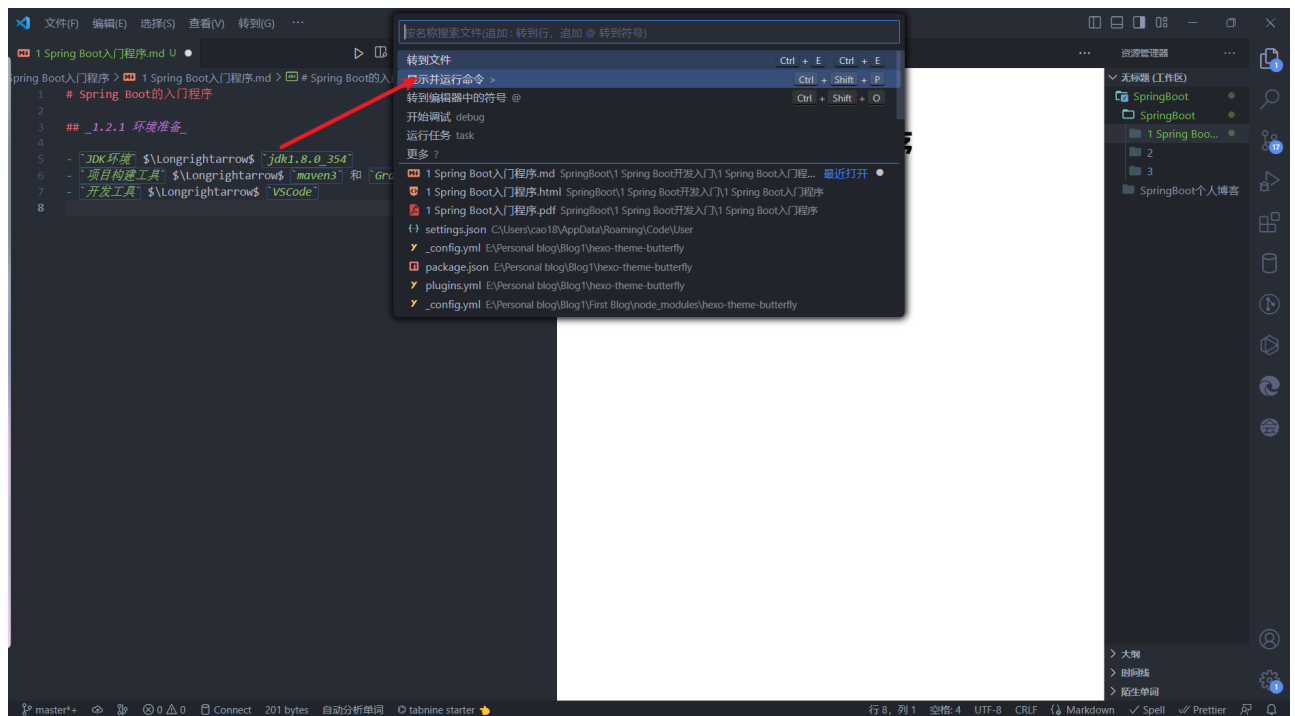 文件(F) 编辑(E) 选择(S) 查看(V) 转到(G) ···
按名称搜索文件(追加 : 转到行，追加 @ 转到符号)
转到文件 Ctrl + E Ctrl + E
显示并运行命令 > Ctrl + Shift + P
转到编辑器中的符号 @ Ctrl + Shift + O
开始调试 debug
运行任务 task
更多 ?
1 Spring Boot入门程序.md SpringBoot\1 Spring Boot开发入门\1 Spring Boot入门程... 最近打开
1 Spring Boot入门程序.html SpringBoot\1 Spring Boot开发入门\1 Spring Boot入门程序
1 Spring Boot入门程序.pdf SpringBoot\1 Spring Boot开发入门\1 Spring Boot入门程序
settings.json C:\Users\cao18\AppData\Roaming\Code\User
_config.yml E:\Personal blog\Blog1\hexo-theme-butterfly
package.json E:\Personal blog\Blog1\hexo-theme-butterfly
plugins.yml E:\Personal blog\Blog1\hexo-theme-butterfly
_config.yml E:\Personal blog\Blog1\First Blog\node_modules\hexo-theme-butterfly
1 Spring Boot入门程序.md U
pring Boot入门程序 > 1 Spring Boot入门程序.md > # Spring Boot的入
1 # Spring Boot的入门程序
2
3 ## _1.2.1 环境准备_
4
5 - `JDK环境` $\Longrightarrow$ `jdk1.8.0_354`
6 - `项目构建工具` $\Longrightarrow$ `maven3` 和 `Gra
7 - `开发工具` $\Longrightarrow$ `VSCode`
8
资源管理器 ···
无标题 (工作区)
SpringBoot
SpringBoot
1 Spring Boo...
2
3
SpringBoot个人博客
1
17
大纲
时间线
陌生单词
1
master*+ 0 0 Connect 201 bytes 自动分析单词 tabnine starter 行 8，列 1 空格: 4 UTF-8 CRLF Markdown Spell Prettier